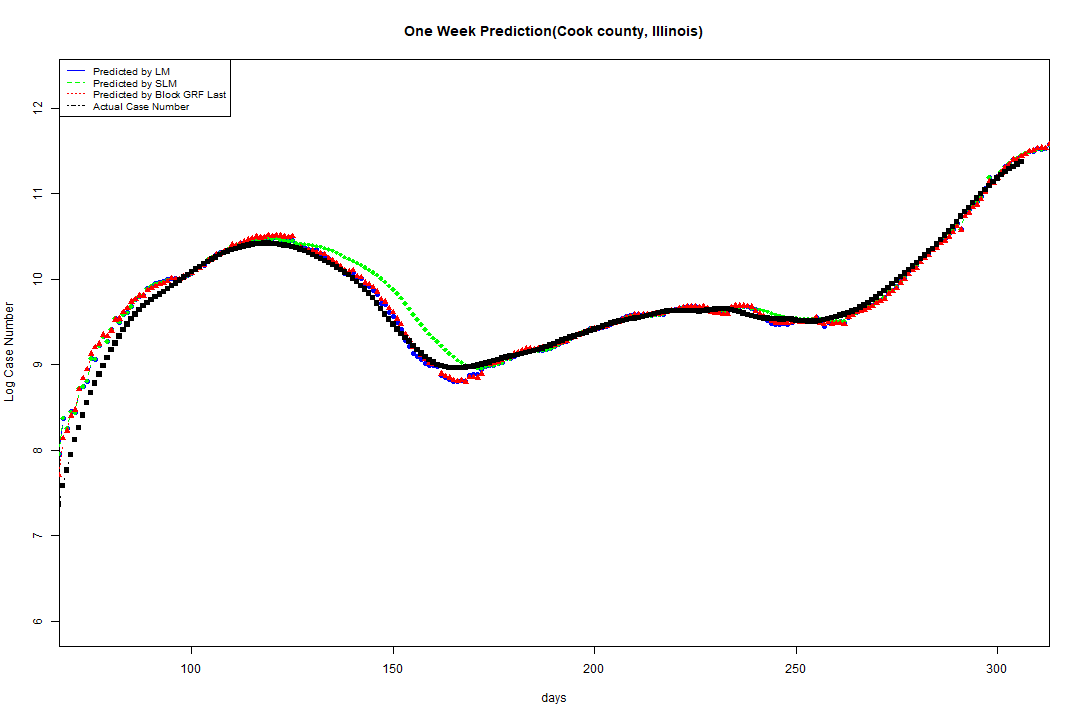 One Week Prediction(Cook county, Illinois)
Predicted by LM
Predicted by SLM
Predicted by Block GRF Last
Actual Case Number
12
11
10
9
8
7
6
Log Case Number
100 150 200 250 300
days